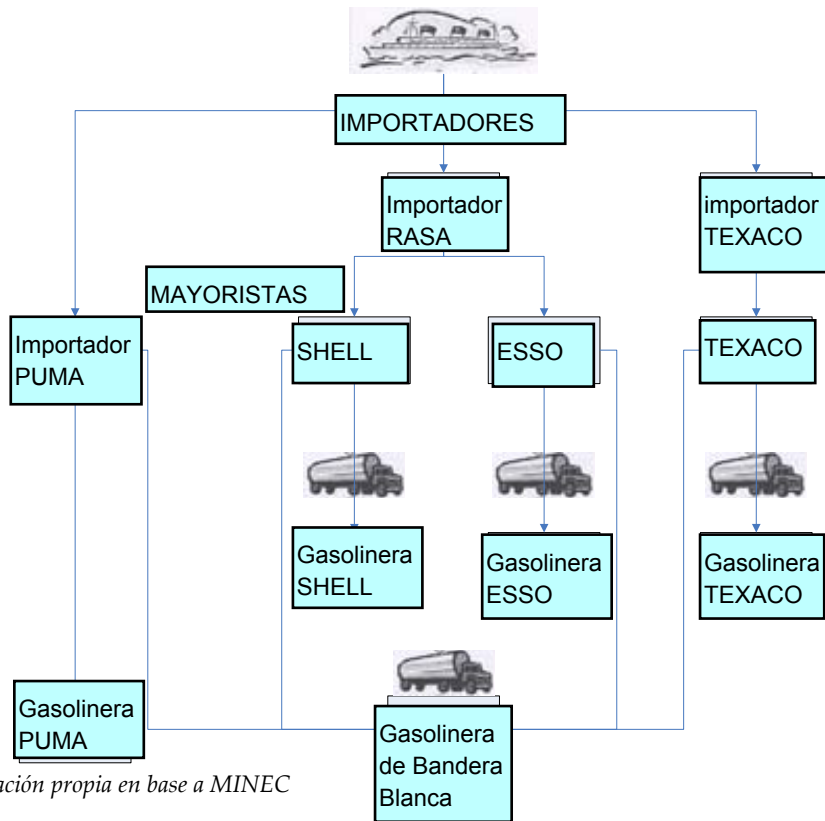 IMPORTADORES
Importador
RASA
importador
TEXACO
MAYORISTAS
Importador
PUMA
SHELL
ESSO
TEXACO
Gasolinera
SHELL
Gasolinera
ESSO
Gasolinera
TEXACO
Gasolinera
PUMA
Gasolinera
de Bandera
Blanca
ación propia en base a MINEC